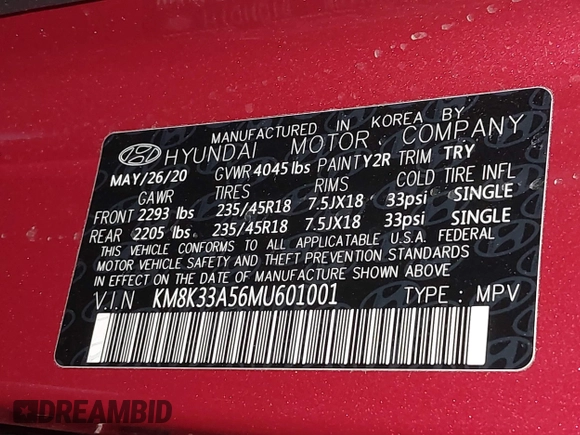 MANUFACTURED IN KOREA BY
HYUNDAI MOTOR COMPANY
MAY/26/20 GVWR 4045 lbs PAINT Y2R TRIM TRY
GAWR TIRES RIMS COLD TIRE INFL
FRONT 2293 lbs 235/45R18 7.5JX18 33psi SINGLE
REAR 2205 lbs 235/45R18 7.5JX18 33psi SINGLE
THIS VEHICLE CONFORMS TO ALL APPLICATABLE U.S.A. FEDERAL
MOTOR VEHICLE SAFETY AND THEFT PREVENTION STANDARDS
IN EFFECT ON THE DATE OF MANUFACTURE SHOWN ABOVE
V.I.N KM8K33A56MU601001 TYPE : MPV
DREAMBID